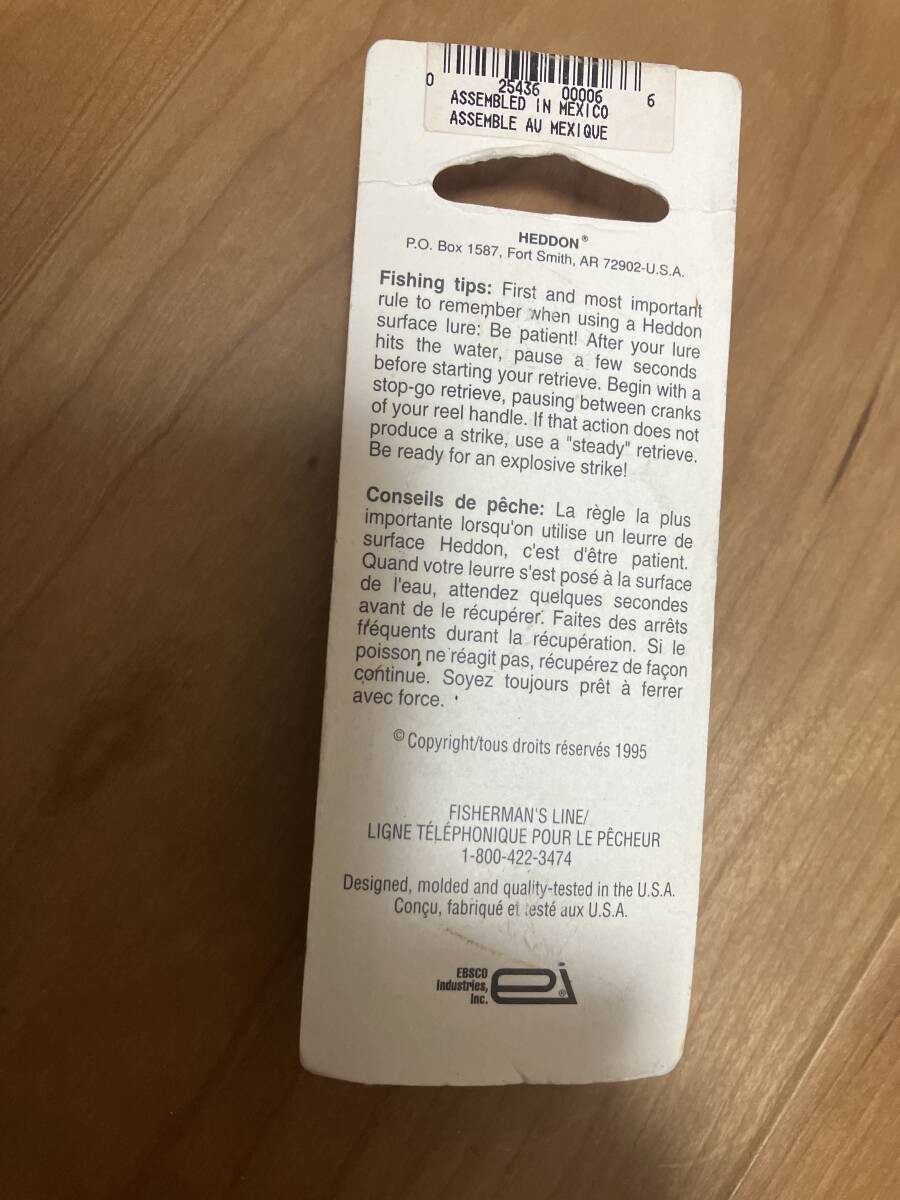 0 25436 00006 6
ASSEMBLED IN MEXICO
ASSEMBLE AU MEXIQUE
HEDDON®
P.O. Box 1587, Fort Smith, AR 72902-U.S.A.
Fishing tips: First and most important
rule to remember when using a Heddon
surface lure: Be patient! After your lure
hits the water, pause a few seconds
before starting your retrieve. Begin with a
stop-go retrieve, pausing between cranks
of your reel handle. If that action does not
produce a strike, use a "steady" retrieve.
Be ready for an explosive strike!
Conseils de pêche: La règle la plus
importante lorsqu'on utilise un leurre de
surface Heddon, c'est d'être patient.
Quand votre leurre s'est posé à la surface
de l'eau, attendez quelques secondes
avant de le récupérer. Faites des arrêts
fréquents durant la récupération. Si le
poisson ne réagit pas, récupérez de façon
continue. Soyez toujours prêt à ferrer
avec force.
© Copyright/tous droits réservés 1995
FISHERMAN'S LINE/
LIGNE TÉLÉPHONIQUE POUR LE PÊCHEUR
1-800-422-3474
Designed, molded and quality-tested in the U.S.A.
Conçu, fabriqué et testé aux U.S.A.
EBSCO
Industries,
Inc.
ei®